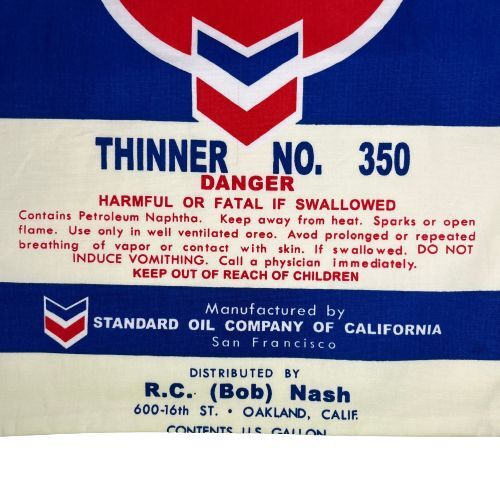 THINNER NO. 350
DANGER
HARMFUL OR FATAL IF SWALLOWED
Contains Petroleum Naphtha. Keep away from heat. Sparks or open
flame. Use only in well ventilated areo. Avod prolonged or repeated
breathing of vapor or contact with skin. If swallowed. DO NOT
INDUCE VOMITHING. Call a physician immediately.
KEEP OUT OF REACH OF CHILDREN
Manufactured by
STANDARD OIL COMPANY OF CALIFORNIA
San Francisco
DISTRIBUTED BY
R.C. (Bob) Nash
600-16th ST. • OAKLAND, CALIF.
CONTENTS U.S. GALLON